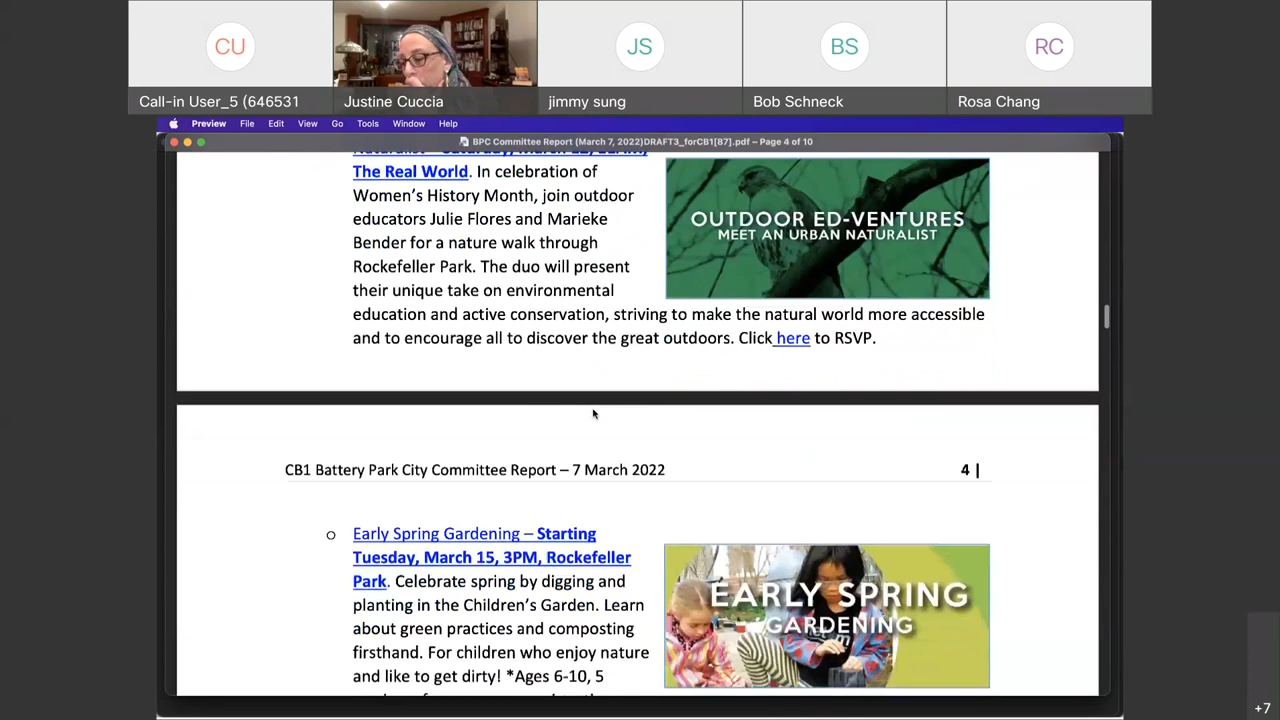 CU
JS
BS
RC
Call-in User_5 (646531
Justine Cuccia
jimmy sung
Bob Schneck
Rosa Chang
Preview File Edit View Go Tools Window Help
BPC Committee Report (March 7, 2022)DRAFT3_forCB1[87].pdf – Page 4 of 10
The Real World. In celebration of
Women's History Month, join outdoor
educators Julie Flores and Marieke
Bender for a nature walk through
Rockefeller Park. The duo will present
their unique take on environmental
education and active conservation, striving to make the natural world more accessible
and to encourage all to discover the great outdoors. Click here to RSVP.
OUTDOOR ED-VENTURES
MEET AN URBAN NATURALIST
CB1 Battery Park City Committee Report – 7 March 2022
4 |
o Early Spring Gardening – Starting
Tuesday, March 15, 3PM, Rockefeller
Park. Celebrate spring by digging and
planting in the Children's Garden. Learn
about green practices and composting
firsthand. For children who enjoy nature
and like to get dirty! *Ages 6-10, 5
EARLY SPRING
GARDENING
+7